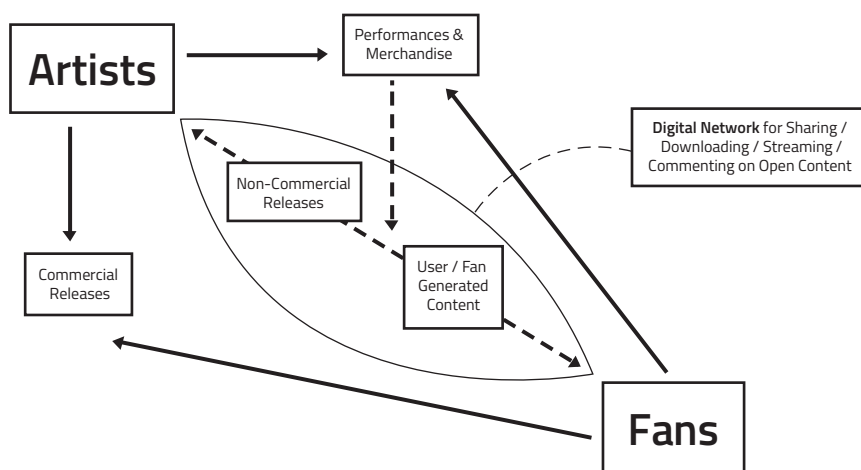 Artists
Performances &
Merchandise
Digital Network for Sharing /
Downloading / Streaming /
Commenting on Open Content
Non-Commercial
Releases
Commercial
Releases
User / Fan
Generated
Content
Fans